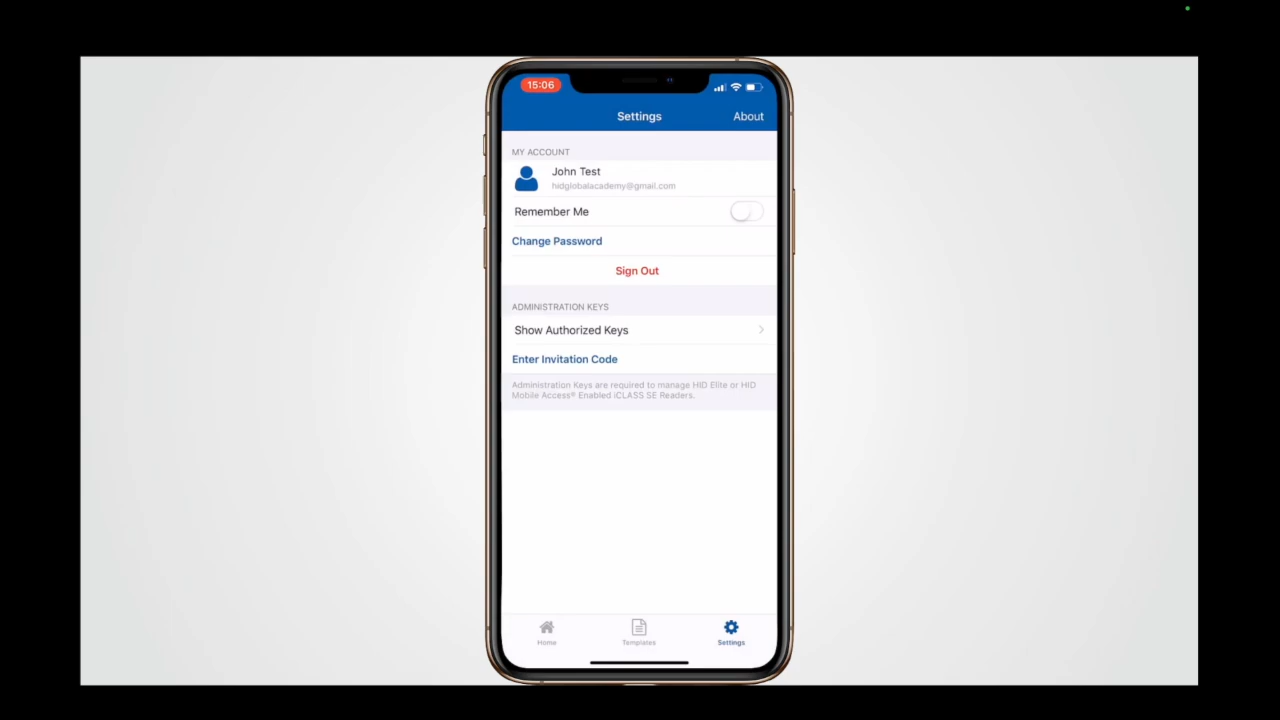 15:06
Settings
About
MY ACCOUNT
John Test
hidglobalacademy@gmail.com
Remember Me
Change Password
Sign Out
ADMINISTRATION KEYS
Show Authorized Keys
Enter Invitation Code
Administration Keys are required to manage HID Elite or HID
Mobile Access® Enabled iCLASS SE Readers.
Home
Templates
Settings